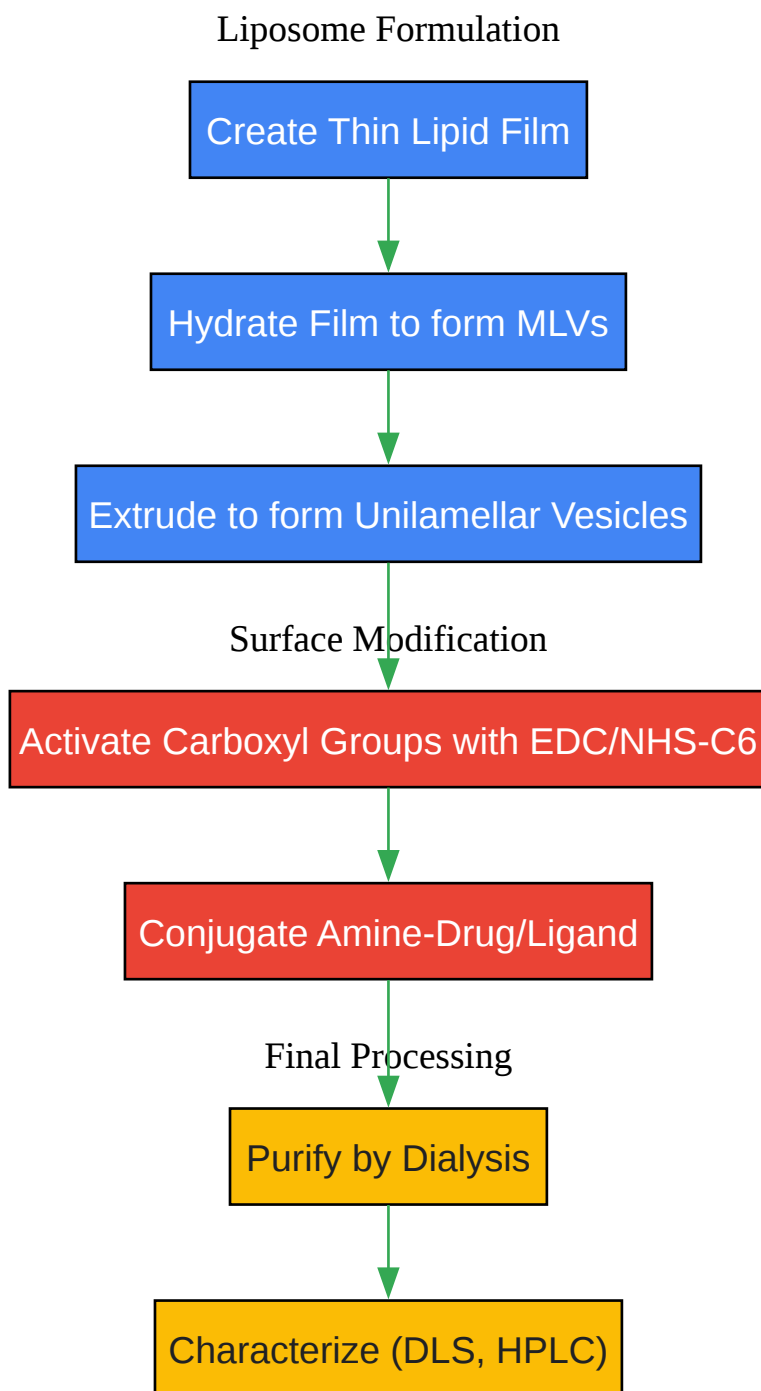 Liposome Formulation
Create Thin Lipid Film
Hydrate Film to form MLVs
Extrude to form Unilamellar Vesicles
Surface Modification
Activate Carboxyl Groups with EDC/NHS-C6
Conjugate Amine-Drug/Ligand
Final Processing
Purify by Dialysis
Characterize (DLS, HPLC)